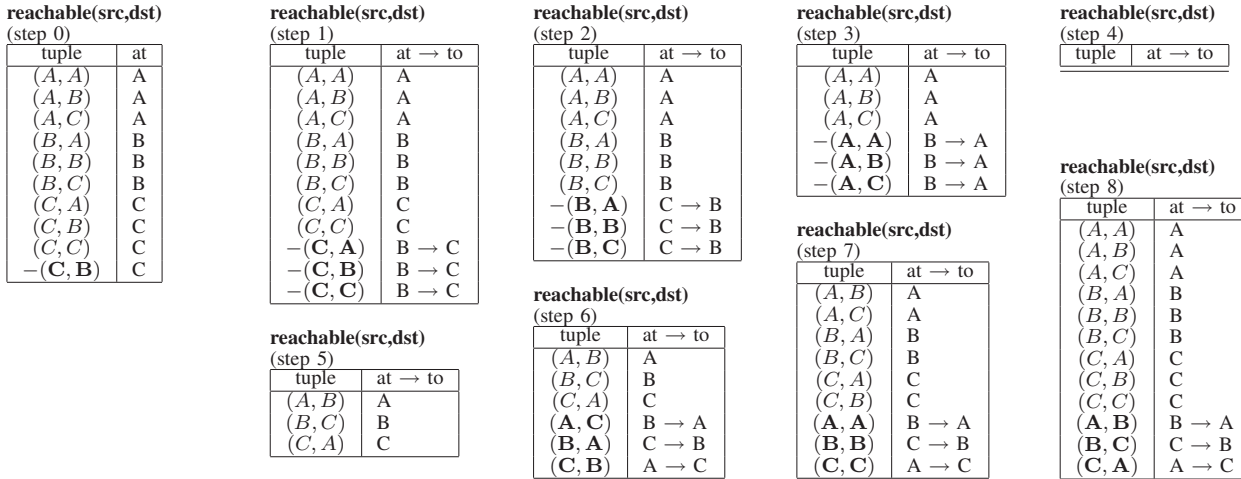 reachable(src,dst)
(step 0)
tuple at
(A, A) A
(A, B) A
(A, C) A
(B, A) B
(B, B) B
(B, C) B
(C, A) C
(C, B) C
(C, C) C
−(C, B) C
reachable(src,dst)
(step 1)
tuple at → to
(A, A) A
(A, B) A
(A, C) A
(B, A) B
(B, B) B
(B, C) B
(C, A) C
(C, C) C
−(C, A) B → C
−(C, B) B → C
−(C, C) B → C
reachable(src,dst)
(step 2)
tuple at → to
(A, A) A
(A, B) A
(A, C) A
(B, A) B
(B, B) B
(B, C) B
−(B, A) C → B
−(B, B) C → B
−(B, C) C → B
reachable(src,dst)
(step 3)
tuple at → to
(A, A) A
(A, B) A
(A, C) A
−(A, A) B → A
−(A, B) B → A
−(A, C) B → A
reachable(src,dst)
(step 4)
tuple at → to
reachable(src,dst)
(step 5)
tuple at → to
(A, B) A
(B, C) B
(C, A) C
reachable(src,dst)
(step 6)
tuple at → to
(A, B) A
(B, C) B
(C, A) C
(A, C) B → A
(B, A) C → B
(C, B) A → C
reachable(src,dst)
(step 7)
tuple at → to
(A, B) A
(A, C) A
(B, A) B
(B, C) B
(C, A) C
(C, B) C
(A, A) B → A
(B, B) C → B
(C, C) A → C
reachable(src,dst)
(step 8)
tuple at → to
(A, A) A
(A, B) A
(A, C) A
(B, A) B
(B, B) B
(B, C) B
(C, A) C
(C, B) C
(C, C) C
(A, B) B → A
(B, C) C → B
(C, A) A → C